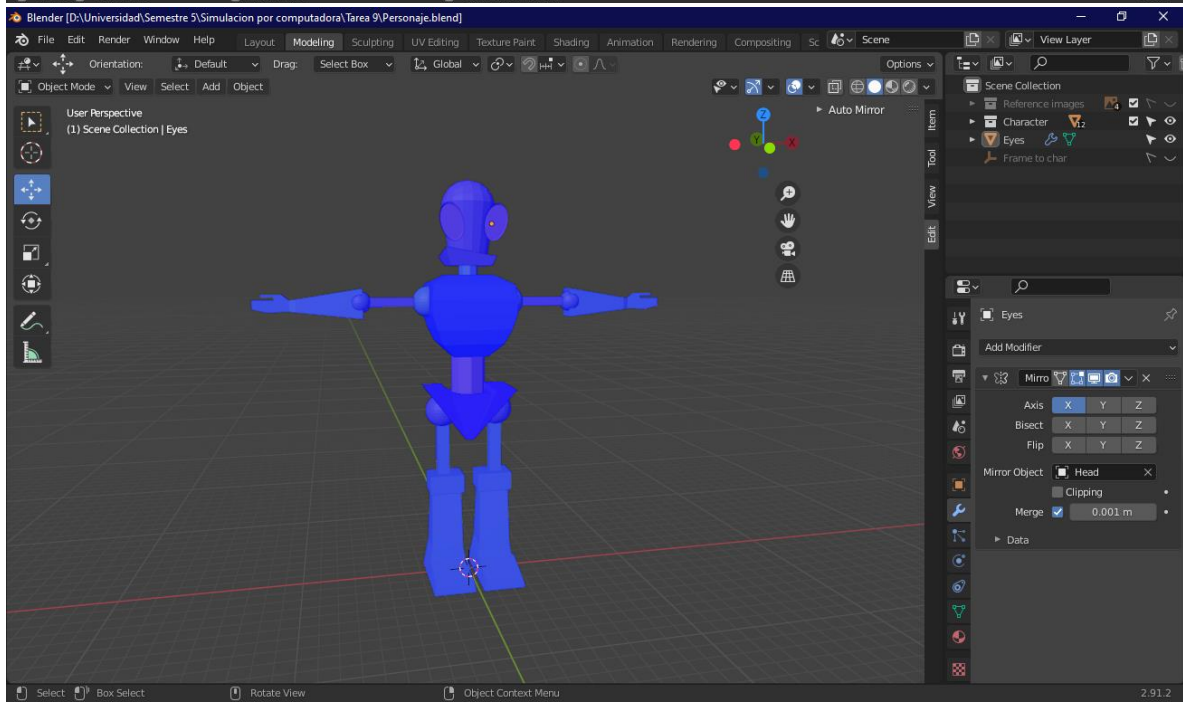 Blender [D:\Universidad\Semestre 5\Simulacion por computadora\Tarea 9\Personaje.blend]
File Edit Render Window Help Layout Modeling Sculpting UV Editing Texture Paint Shading Animation Rendering Compositing Sc Scene View Layer
Orientation: Default Drag: Select Box Global Options
Object Mode View Select Add Object
User Perspective
(1) Scene Collection | Eyes
Z
X
Y
Auto Mirror
Item
Tool
View
Edit
Scene Collection
Reference images 4
Character 12
Eyes
Frame to char
Eyes
Add Modifier
Mirro
Axis X Y Z
Bisect X Y Z
Flip X Y Z
Mirror Object Head
Clipping
Merge 0.001 m
Data
Select Box Select Rotate View Object Context Menu 2.91.2